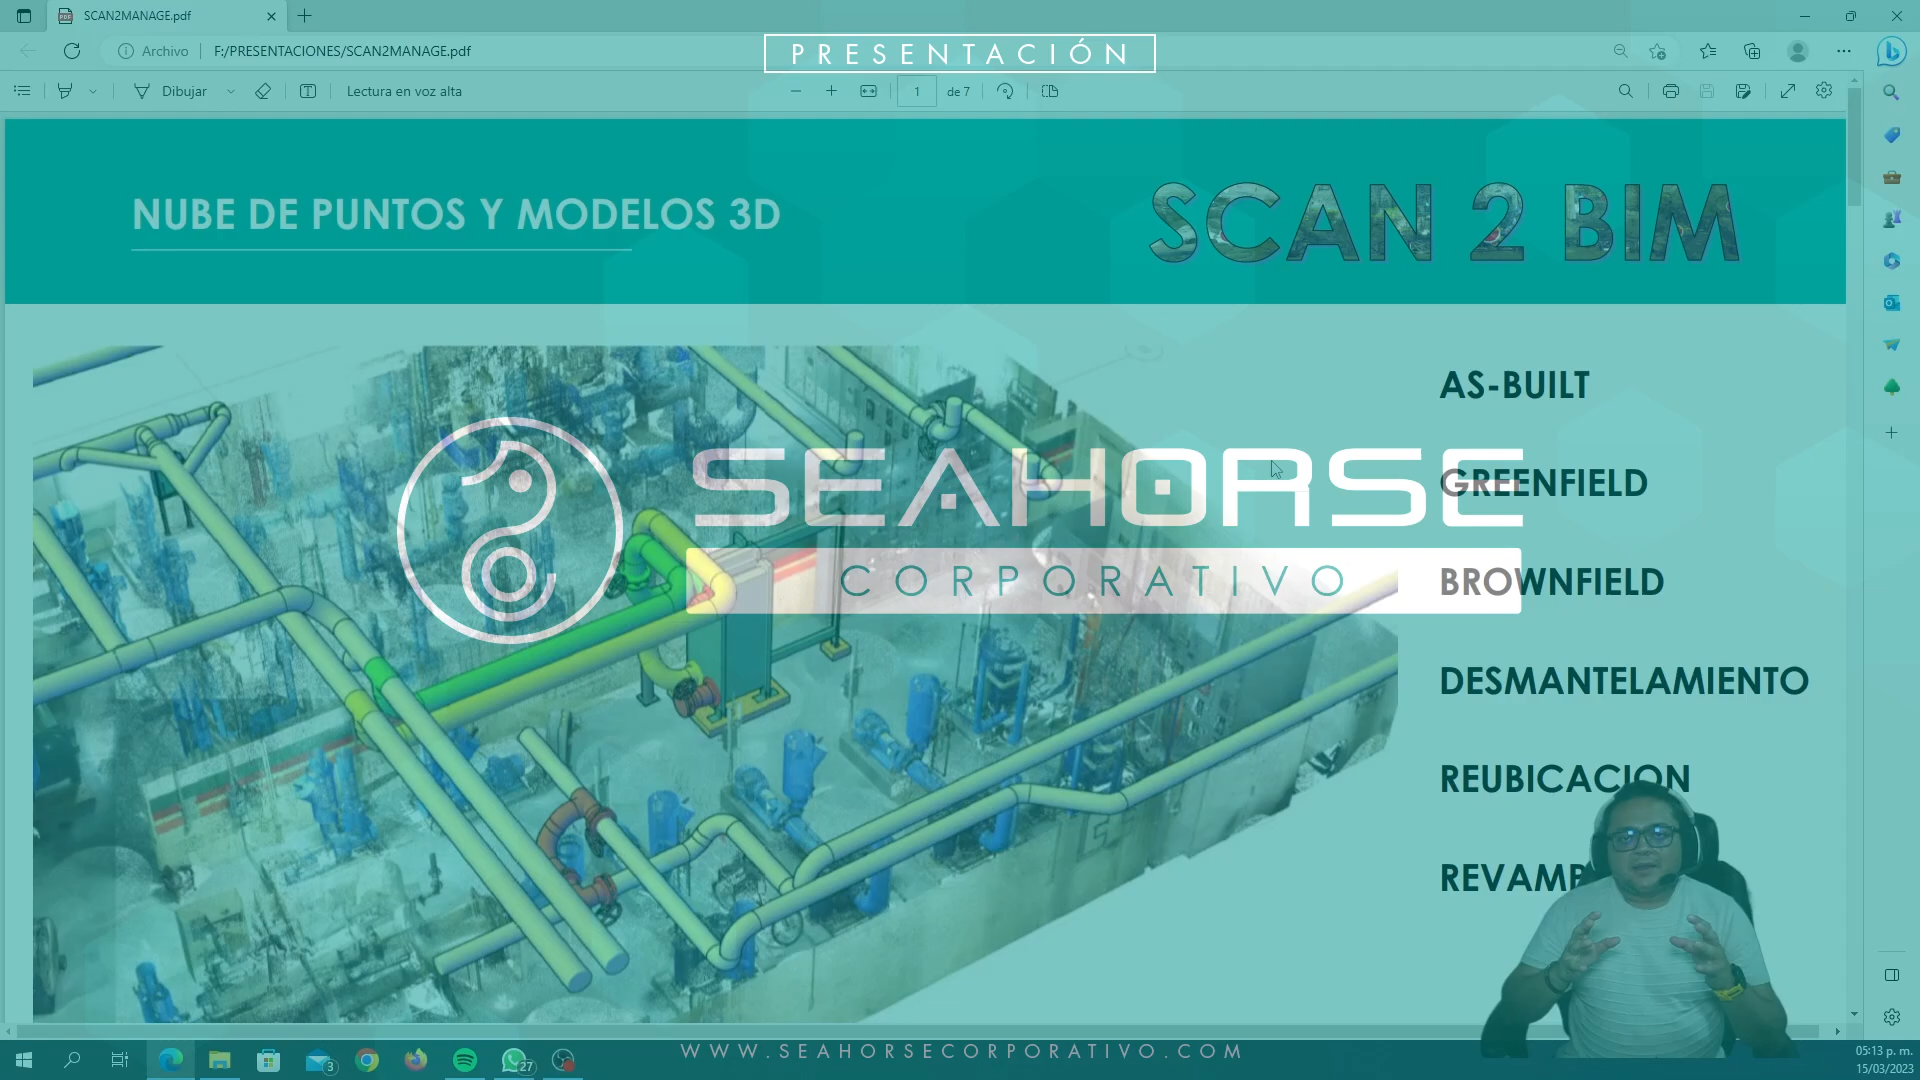 SCAN2MANAGE.pdf
Archivo
F:/PRESENTACIONES/SCAN2MANAGE.pdf
PRESENTACIÓN
Dibujar
Lectura en voz alta
1
de 7
NUBE DE PUNTOS Y MODELOS 3D
SCAN 2 BIM
AS-BUILT
SEAHORSE
GREENFIELD
CORPORATIVO
BROWNFIELD
DESMANTELAMIENTO
REUBICACION
REVAMP
WWW.SEAHORSECORPORATIVO.COM
3
27
05:13 p. m.
15/03/2023